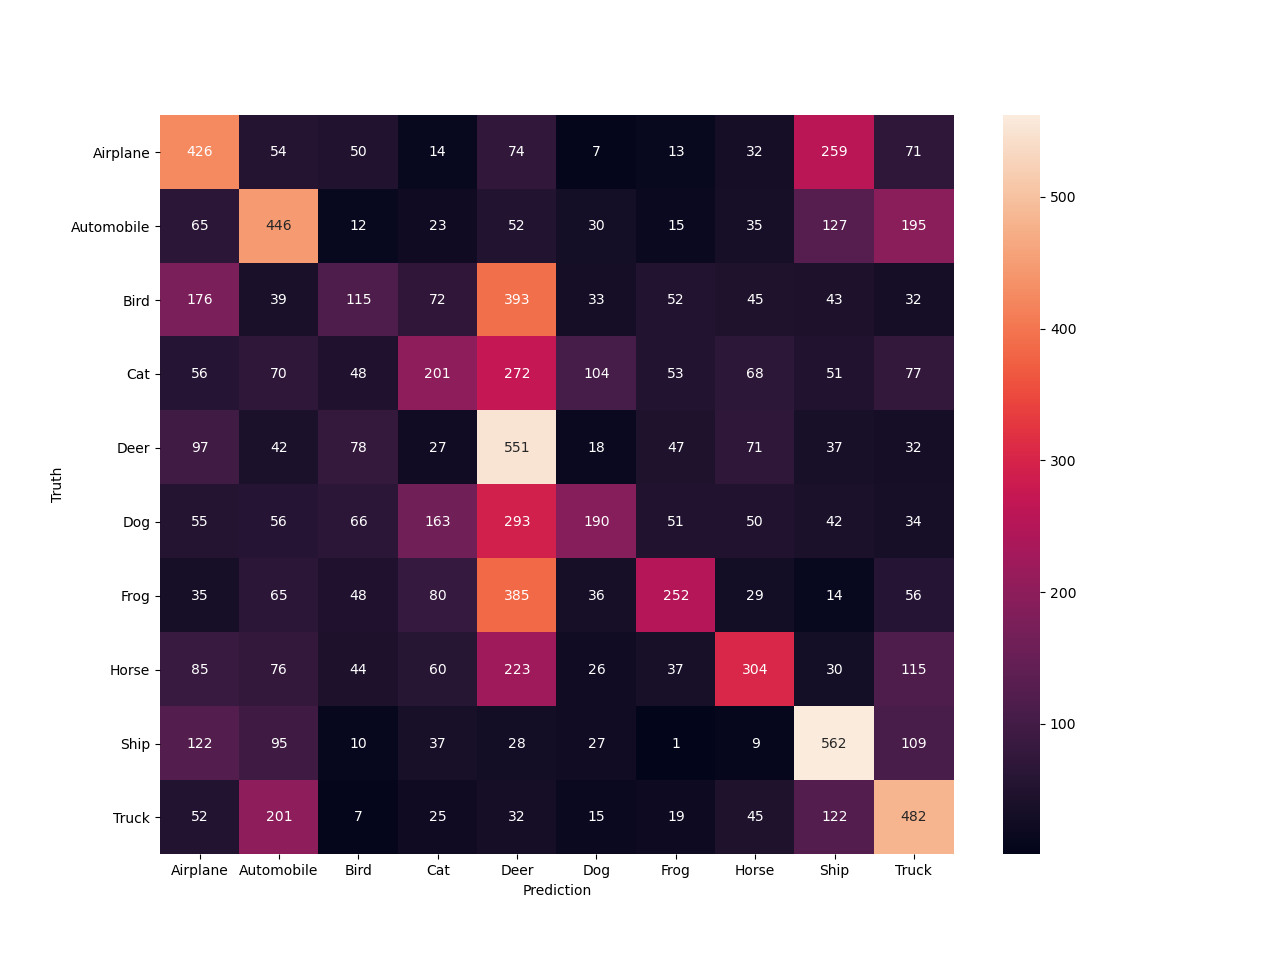 Airplane 426 54 50 14 74 7 13 32 259 71
Automobile 65 446 12 23 52 30 15 35 127 195
Bird 176 39 115 72 393 33 52 45 43 32
Cat 56 70 48 201 272 104 53 68 51 77
Deer 97 42 78 27 551 18 47 71 37 32
Dog 55 56 66 163 293 190 51 50 42 34
Frog 35 65 48 80 385 36 252 29 14 56
Horse 85 76 44 60 223 26 37 304 30 115
Ship 122 95 10 37 28 27 1 9 562 109
Truck 52 201 7 25 32 15 19 45 122 482
Airplane Automobile Bird Cat Deer Dog Frog Horse Ship Truck
Prediction
Truth
500
400
300
200
100